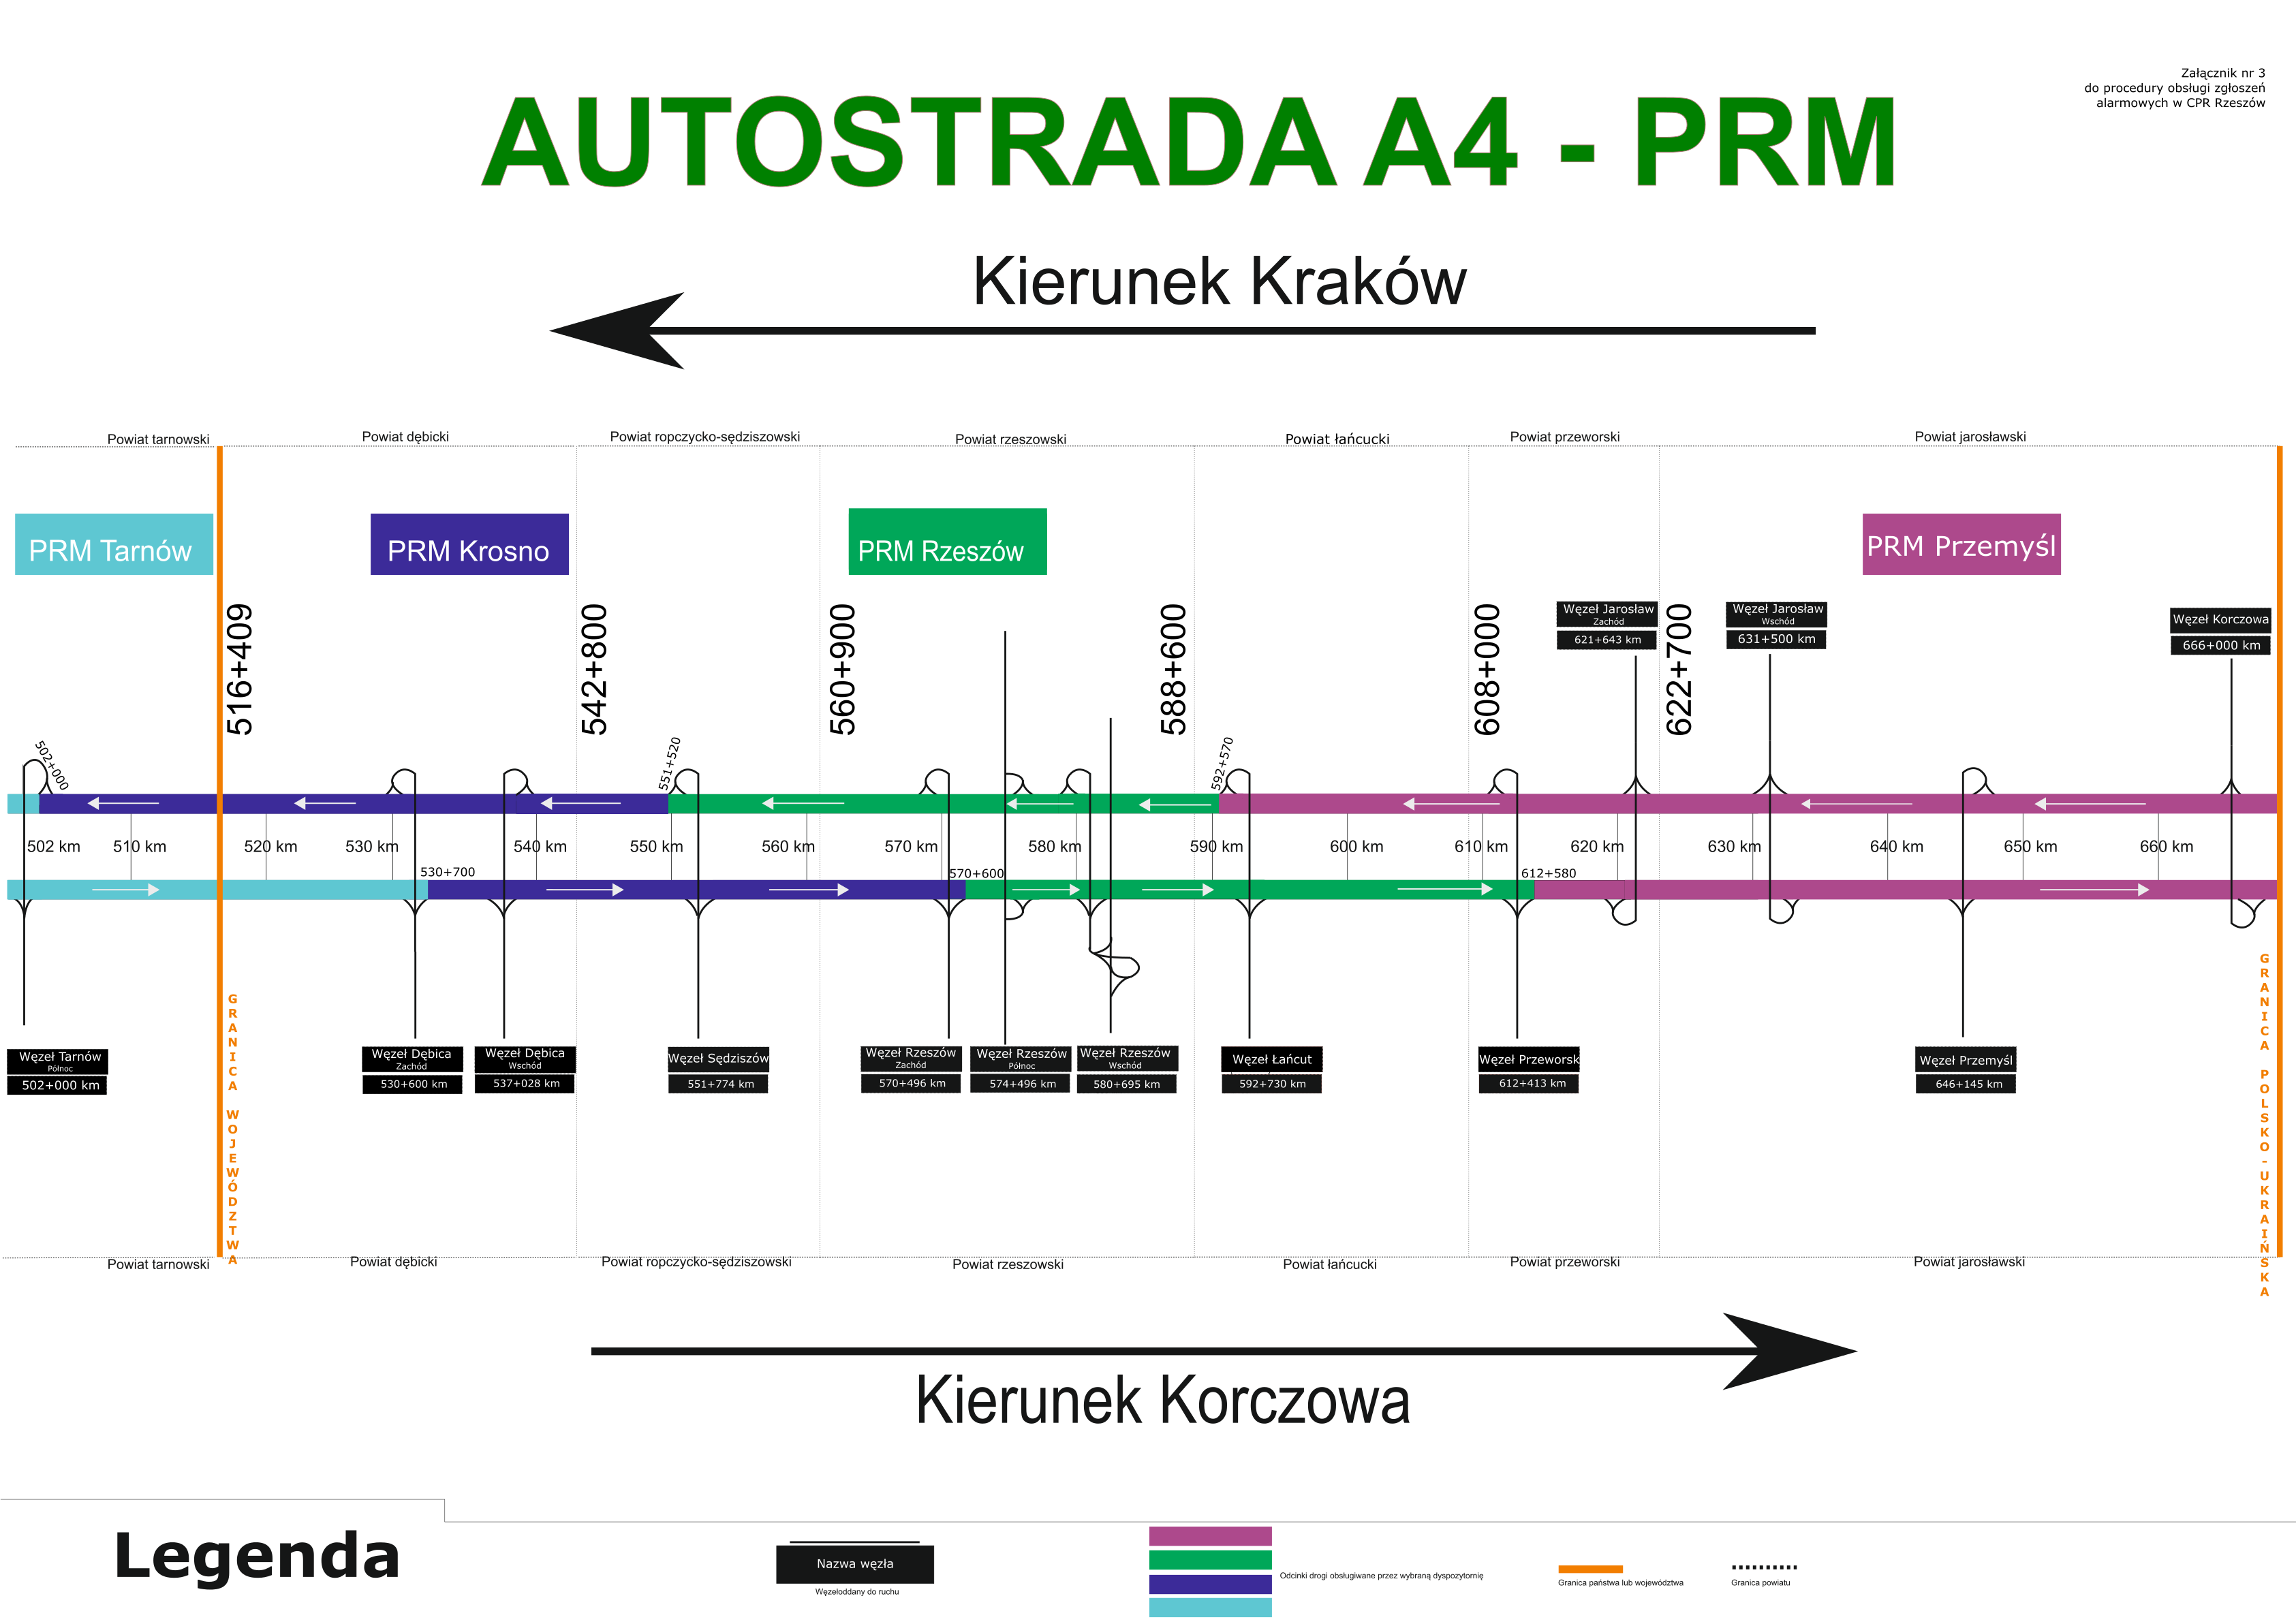 Załącznik nr 3
do procedury obsługi zgłoszeń
alarmowych w CPR Rzeszów
AUTOSTRADA A4 - PRM
Kierunek Kraków
Powiat tarnowski
Powiat dębicki
Powiat ropczycko-sędziszowski
Powiat rzeszowski
Powiat łańcucki
Powiat przeworski
Powiat jarosławski
PRM Tarnów
PRM Krosno
PRM Rzeszów
PRM Przemyśl
516+409
542+800
560+900
588+600
608+000
622+700
Węzeł Jarosław
Zachód
621+643 km
Węzeł Jarosław
Wschód
631+500 km
Węzeł Korczowa
666+000 km
502+000
551+520
592+570
502 km
510 km
520 km
530 km
540 km
550 km
560 km
570 km
580 km
590 km
600 km
610 km
620 km
630 km
640 km
650 km
660 km
530+700
570+600
612+580
GRANICA WOJEWÓDZTWA
GRANICA POLSKO-UKRAIŃSKA
Węzeł Tarnów
Północ
502+000 km
Węzeł Dębica
Zachód
530+600 km
Węzeł Dębica
Wschód
537+028 km
Węzeł Sędziszów
551+774 km
Węzeł Rzeszów
Zachód
570+496 km
Węzeł Rzeszów
Północ
574+496 km
Węzeł Rzeszów
Wschód
580+695 km
Węzeł Łańcut
592+730 km
Węzeł Przeworsk
612+413 km
Węzeł Przemyśl
646+145 km
Powiat tarnowski
Powiat dębicki
Powiat ropczycko-sędziszowski
Powiat rzeszowski
Powiat łańcucki
Powiat przeworski
Powiat jarosławski
Kierunek Korczowa
Legenda
Nazwa węzła
Węzełoddany do ruchu
Odcinki drogi obsługiwane przez wybraną dyspozytornię
Granica państwa lub województwa
Granica powiatu